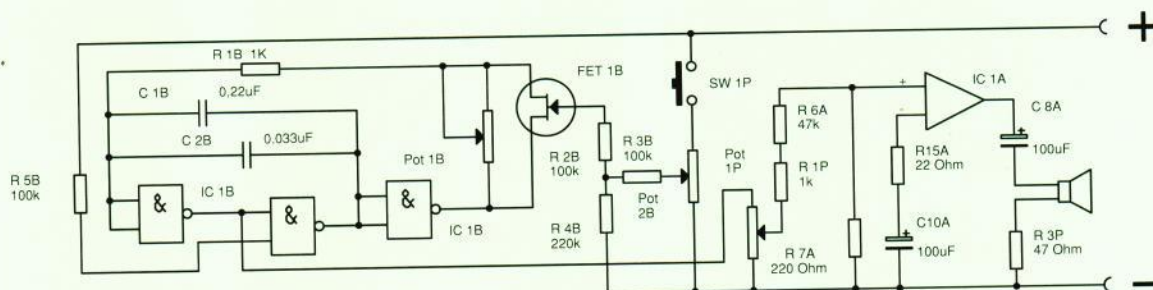 +
R 1B 1K
FET 1B
C 1B 0,22uF
C 2B 0.033uF
SW 1P
R 6A
47k
IC 1A
+
-
C 8A
100uF
+
R 5B
100k
IC 1B
Pot 1B
R 2B
100k
R 3B
100k
Pot
2B
Pot
1P
R 1P
1k
R15A
22 Ohm
&
&
&
IC 1B
R 4B
220k
R 7A
220 Ohm
C10A
100uF
+
R 3P
47 Ohm
-